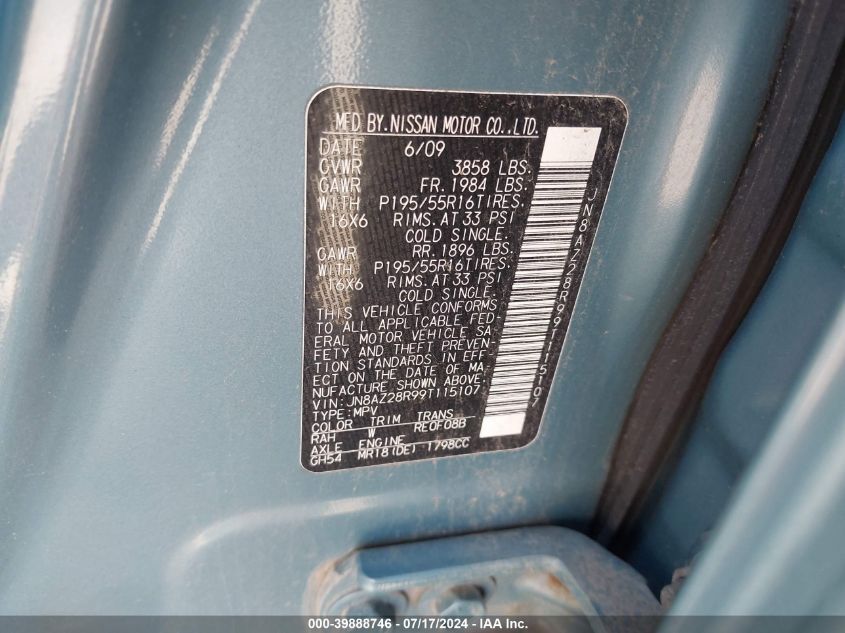 MFD BY.NISSAN MOTOR CO.,LTD.
DATE 6/09
GVWR 3858 LBS.
GAWR FR. 1984 LBS.
WITH P195/55R16TIRES.
16X6 RIMS.AT 33 PSI
COLD SINGLE.
GAWR RR. 1896 LBS.
WITH P195/55R16TIRES.
16X6 RIMS.AT 33 PSI
COLD SINGLE.
THIS VEHICLE CONFORMS
TO ALL APPLICABLE FED
ERAL MOTOR VEHICLE SA
FETY AND THEFT PREVEN
TION STANDARDS IN EFF
ECT ON THE DATE OF MA
NUFACTURE SHOWN ABOVE.
VIN:JN8AZ28R99T115107
TYPE:MPV
COLOR TRIM TRANS
RAH W RE0F08B
AXLE ENGINE
GH54 MR18(DE) 1798CC
JN8AZ28R99T115107
000-39888746 - 07/17/2024 - IAA Inc.